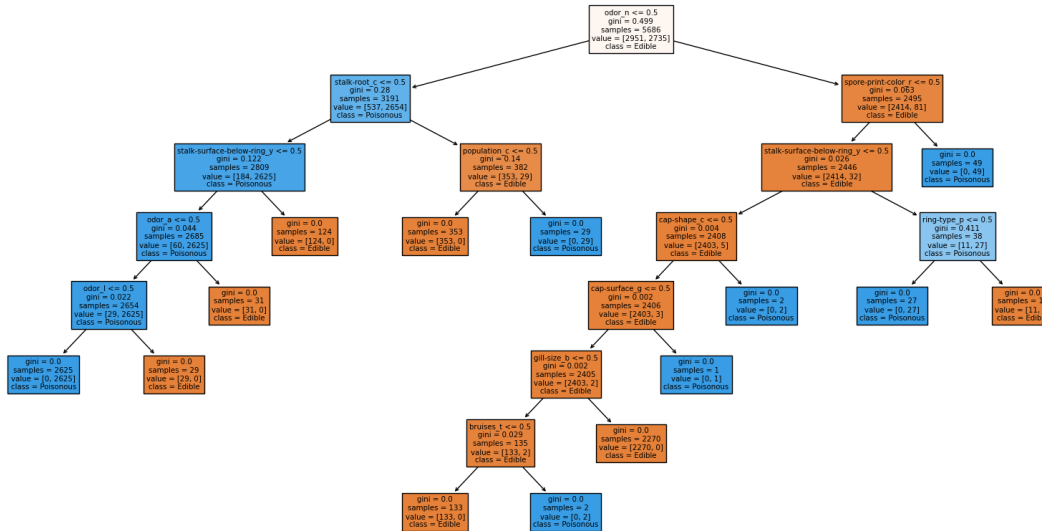 odor_n <= 0.5
gini = 0.499
samples = 5686
value = [2951, 2735]
class = Edible
stalk-root_c <= 0.5
gini = 0.28
samples = 3191
value = [537, 2654]
class = Poisonous
spore-print-color_r <= 0.5
gini = 0.063
samples = 2495
value = [2414, 81]
class = Edible
stalk-surface-below-ring_y <= 0.5
gini = 0.122
samples = 2809
value = [184, 2625]
class = Poisonous
population_c <= 0.5
gini = 0.14
samples = 382
value = [353, 29]
class = Edible
stalk-surface-below-ring_y <= 0.5
gini = 0.026
samples = 2446
value = [2414, 32]
class = Edible
gini = 0.0
samples = 49
value = [0, 49]
class = Poisonous
odor_a <= 0.5
gini = 0.044
samples = 2685
value = [60, 2625]
class = Poisonous
gini = 0.0
samples = 124
value = [124, 0]
class = Edible
gini = 0.0
samples = 353
value = [353, 0]
class = Edible
gini = 0.0
samples = 29
value = [0, 29]
class = Poisonous
cap-shape_c <= 0.5
gini = 0.004
samples = 2408
value = [2403, 5]
class = Edible
ring-type_p <= 0.5
gini = 0.411
samples = 38
value = [11, 27]
class = Poisonous
odor_l <= 0.5
gini = 0.022
samples = 2654
value = [29, 2625]
class = Poisonous
gini = 0.0
samples = 31
value = [31, 0]
class = Edible
cap-surface_g <= 0.5
gini = 0.002
samples = 2406
value = [2403, 3]
class = Edible
gini = 0.0
samples = 2
value = [0, 2]
class = Poisonous
gini = 0.0
samples = 27
value = [0, 27]
class = Poisonous
gini = 0.0
samples = 1
value = [11,
class = Edib
gini = 0.0
samples = 2625
value = [0, 2625]
class = Poisonous
gini = 0.0
samples = 29
value = [29, 0]
class = Edible
gill-size_b <= 0.5
gini = 0.002
samples = 2405
value = [2403, 2]
class = Edible
gini = 0.0
samples = 1
value = [0, 1]
class = Poisonous
bruises_t <= 0.5
gini = 0.029
samples = 135
value = [133, 2]
class = Edible
gini = 0.0
samples = 2270
value = [2270, 0]
class = Edible
gini = 0.0
samples = 133
value = [133, 0]
class = Edible
gini = 0.0
samples = 2
value = [0, 2]
class = Poisonous